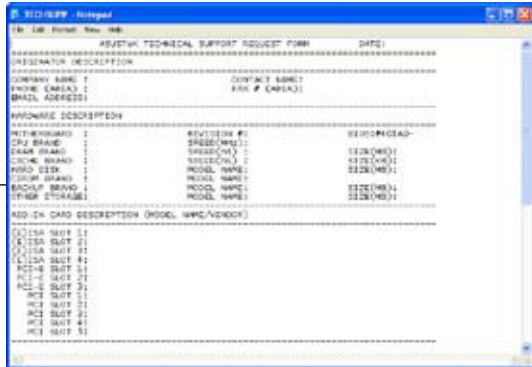 TECHSUPP - Notepad
File Edit Format View Help
ASUSTeK TECHNICAL SUPPORT REQUEST FORM DATE:
ORIGINATOR DESCRIPTION
COMPANY NAME : CONTACT NAME:
PHONE (AREA) : FAX # (AREA):
EMAIL ADDRESS:
HARDWARE DESCRIPTION
MOTHERBOARD : REVISION #:
CPU BRAND : SPEED(MHz):
DRAM BRAND : SPEED(NS) : SIZE(MB):
CACHE BRAND : SPEED(NS) : SIZE(KB):
HARD DISK : MODEL NAME: SIZE(MB):
CDROM BRAND : MODEL NAME:
BACKUP BRAND : MODEL NAME: SIZE(MB):
OTHER STORAGE: MODEL NAME: SIZE(MB):
ADD-IN CARD DESCRIPTION (MODEL NAME/VENDOR)
(E)ISA SLOT 1:
(E)ISA SLOT 2:
(E)ISA SLOT 3:
(E)ISA SLOT 4:
PCI-E SLOT 1:
PCI-E SLOT 2:
PCI-E SLOT 3:
PCI SLOT 1:
PCI SLOT 2:
PCI SLOT 3:
PCI SLOT 4:
PCI SLOT 5: